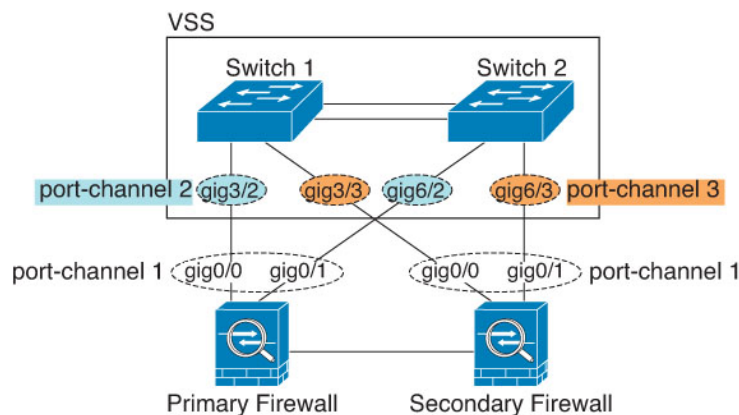 VSS
Switch 1
Switch 2
port-channel 2
gig3/2
gig3/3
gig6/2
gig6/3
port-channel 3
port-channel 1
gig0/0
gig0/1
gig0/0
gig0/1
port-channel 1
Primary Firewall
Secondary Firewall